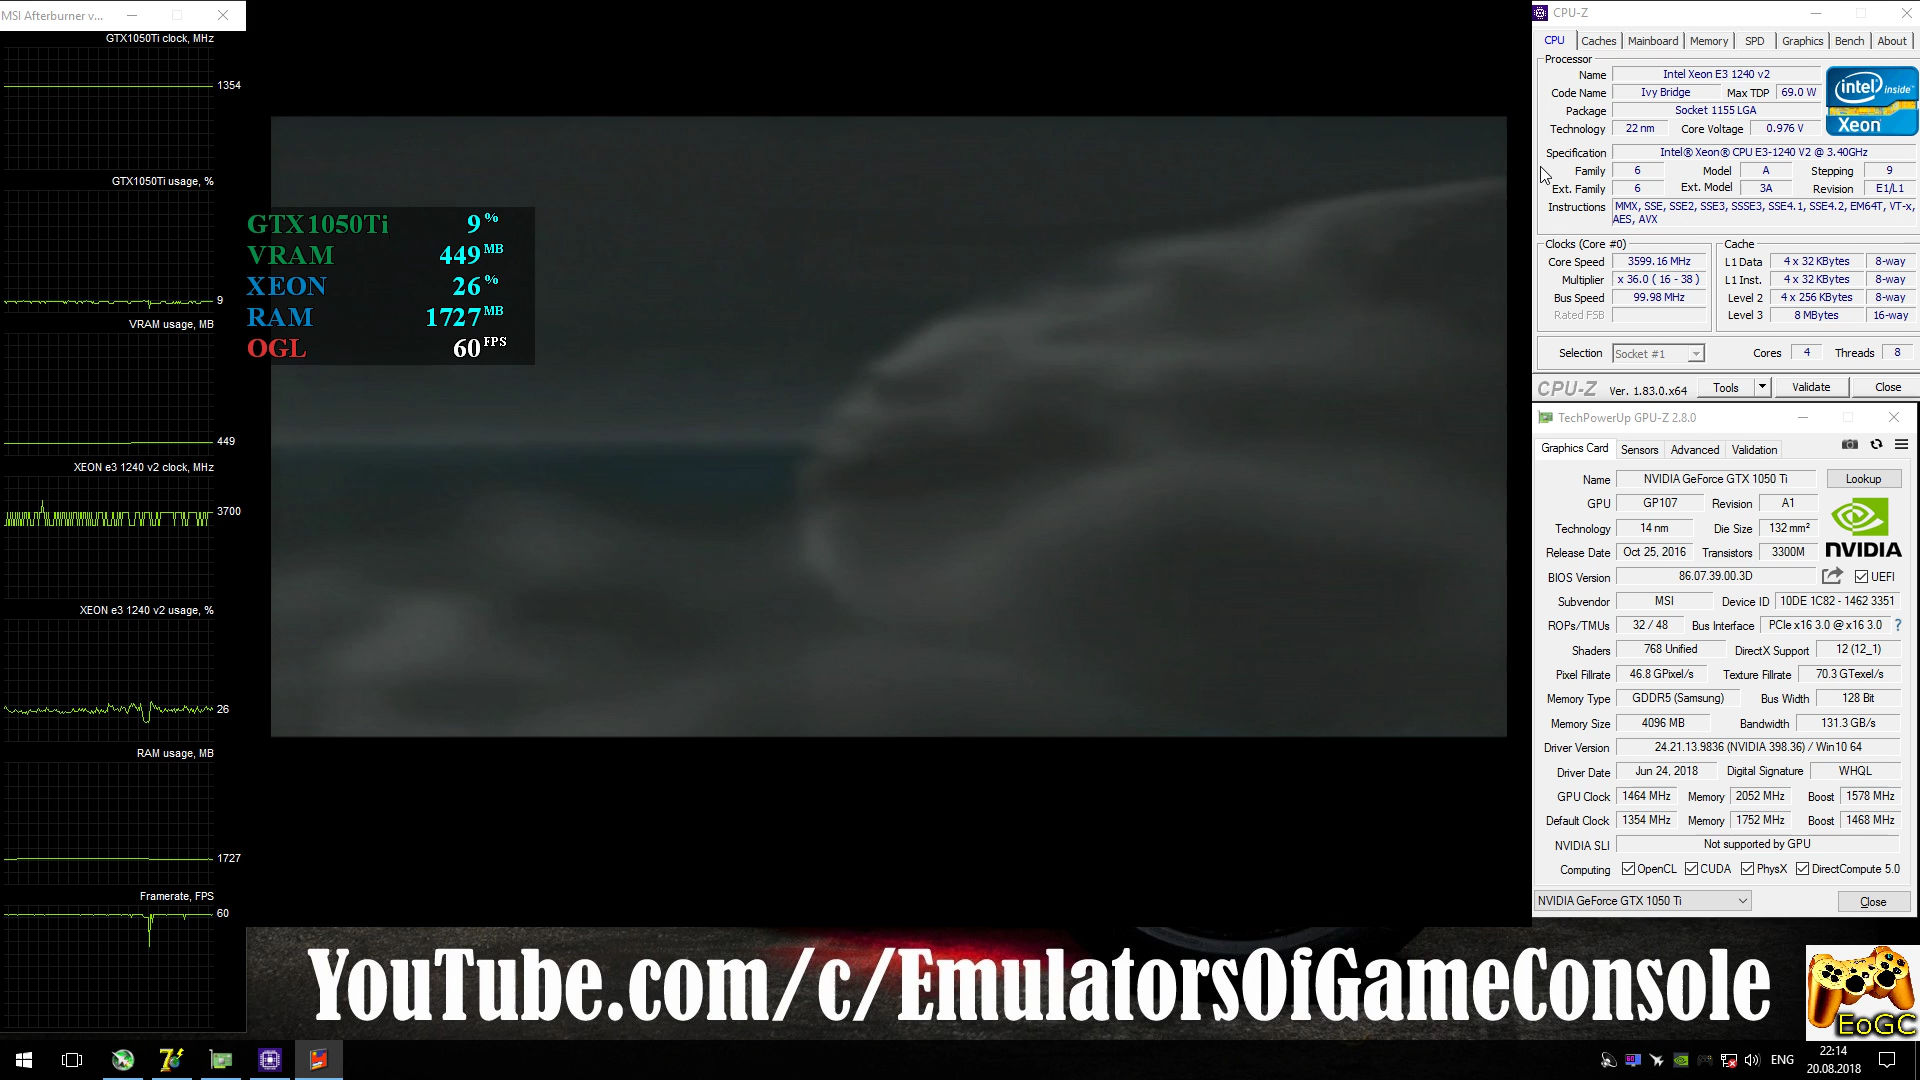 MSI Afterburner v...
GTX1050Ti clock, MHz
1354
GTX1050Ti usage, %
9
VRAM usage, MB
449
XEON e3 1240 v2 clock, MHz
3700
XEON e3 1240 v2 usage, %
26
RAM usage, MB
1727
Framerate, FPS
60
GTX1050Ti 9 %
VRAM 449 MB
XEON 26 %
RAM 1727 MB
OGL 60 FPS
CPU-Z
CPU Caches Mainboard Memory SPD Graphics Bench About
Processor
Name Intel Xeon E3 1240 v2
Code Name Ivy Bridge Max TDP 69.0 W
Package Socket 1155 LGA
Technology 22 nm Core Voltage 0.976 V
intel inside
Xeon
Specification Intel® Xeon® CPU E3-1240 V2 @ 3.40GHz
Family 6 Model A Stepping 9
Ext. Family 6 Ext. Model 3A Revision E1/L1
Instructions MMX, SSE, SSE2, SSE3, SSSE3, SSE4.1, SSE4.2, EM64T, VT-x,
AES, AVX
Clocks (Core #0) Cache
Core Speed 3599.16 MHz L1 Data 4 x 32 KBytes 8-way
Multiplier x 36.0 ( 16 - 38 ) L1 Inst. 4 x 32 KBytes 8-way
Bus Speed 99.98 MHz Level 2 4 x 256 KBytes 8-way
Rated FSB Level 3 8 MBytes 16-way
Selection Socket #1 Cores 4 Threads 8
CPU-Z Ver. 1.83.0.x64 Tools Validate Close
TechPowerUp GPU-Z 2.8.0
Graphics Card Sensors Advanced Validation
Name NVIDIA GeForce GTX 1050 Ti Lookup
GPU GP107 Revision A1
Technology 14 nm Die Size 132 mm²
Release Date Oct 25, 2016 Transistors 3300M
NVIDIA
BIOS Version 86.07.39.00.3D UEFI
Subvendor MSI Device ID 10DE 1C82 - 1462 3351
ROPs/TMUs 32 / 48 Bus Interface PCIe x16 3.0 @ x16 3.0 ?
Shaders 768 Unified DirectX Support 12 (12_1)
Pixel Fillrate 46.8 GPixel/s Texture Fillrate 70.3 GTexel/s
Memory Type GDDR5 (Samsung) Bus Width 128 Bit
Memory Size 4096 MB Bandwidth 131.3 GB/s
Driver Version 24.21.13.9836 (NVIDIA 398.36) / Win10 64
Driver Date Jun 24, 2018 Digital Signature WHQL
GPU Clock 1464 MHz Memory 2052 MHz Boost 1578 MHz
Default Clock 1354 MHz Memory 1752 MHz Boost 1468 MHz
NVIDIA SLI Not supported by GPU
Computing OpenCL CUDA PhysX DirectCompute 5.0
NVIDIA GeForce GTX 1050 Ti Close
YouTube.com/c/EmulatorsOfGameConsole
EoGC
ENG
22:14
20.08.2018